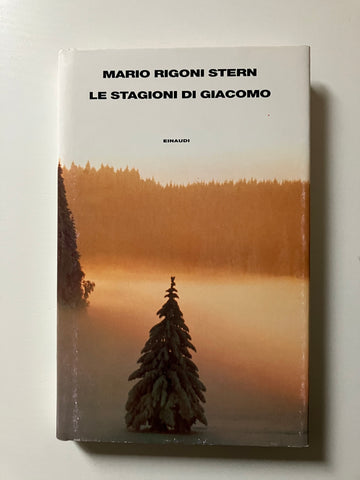 MARIO RIGONI STERN
LE STAGIONI DI GIACOMO
EINAUDI